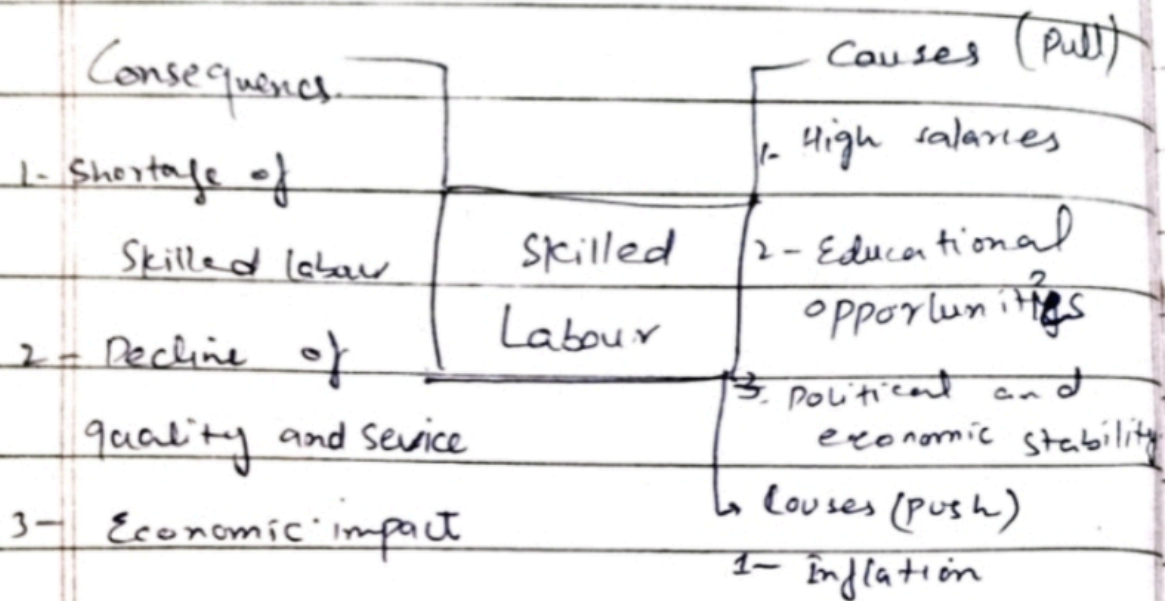 Consequencs.
1- Shortage of
Skilled labour
2- Decline of
quality and service
3- Economic impact
Skilled
Labour
Causes (Pull)
1- High salaries
2- Educational
opportunities
3. Political and
economic stability
Causes (push)
1- Inflation